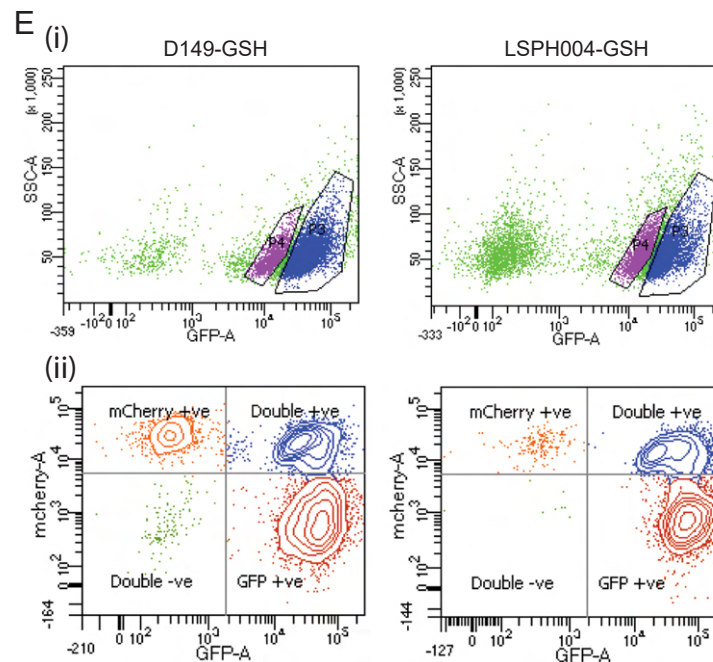 E (i)
D149-GSH
LSPH004-GSH
(x 1,000)
SSC-A
250
200
150
100
50
P4
P3
-359
-10² 0 10² 10³ 10⁴ 10⁵
GFP-A
(x 1,000)
SSC-A
250
200
150
100
50
P4
P3
-333
-10² 0 10² 10³ 10⁴ 10⁵
GFP-A
(ii)
mcherry-A
10⁵
10⁴
10³
10²
0
-164
mCherry +ve
Double +ve
Double -ve
GFP +ve
-210
0 10² 10³ 10⁴ 10⁵
GFP-A
mcherry-A
10⁵
10⁴
10³
10²
0
-144
mCherry +ve
Double +ve
Double -ve
GFP +ve
-127
0 10² 10³ 10⁴ 10⁵
GFP-A